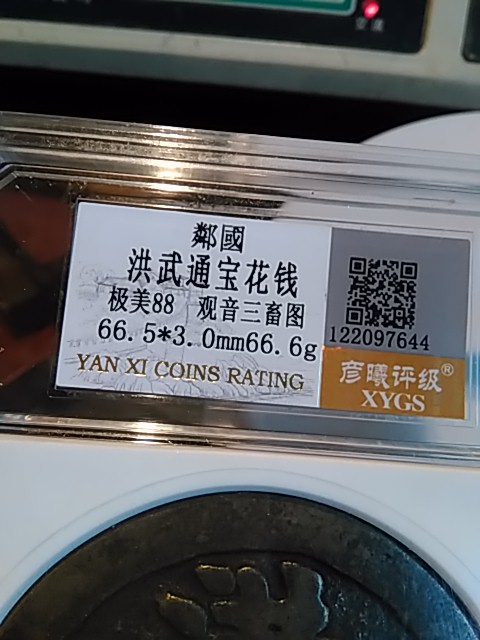 鄰國
洪武通宝花钱
极美88 观音三畜图
66.5*3.0mm66.6g
YAN XI COINS RATING
122097644
彦曦评级®
XYGS